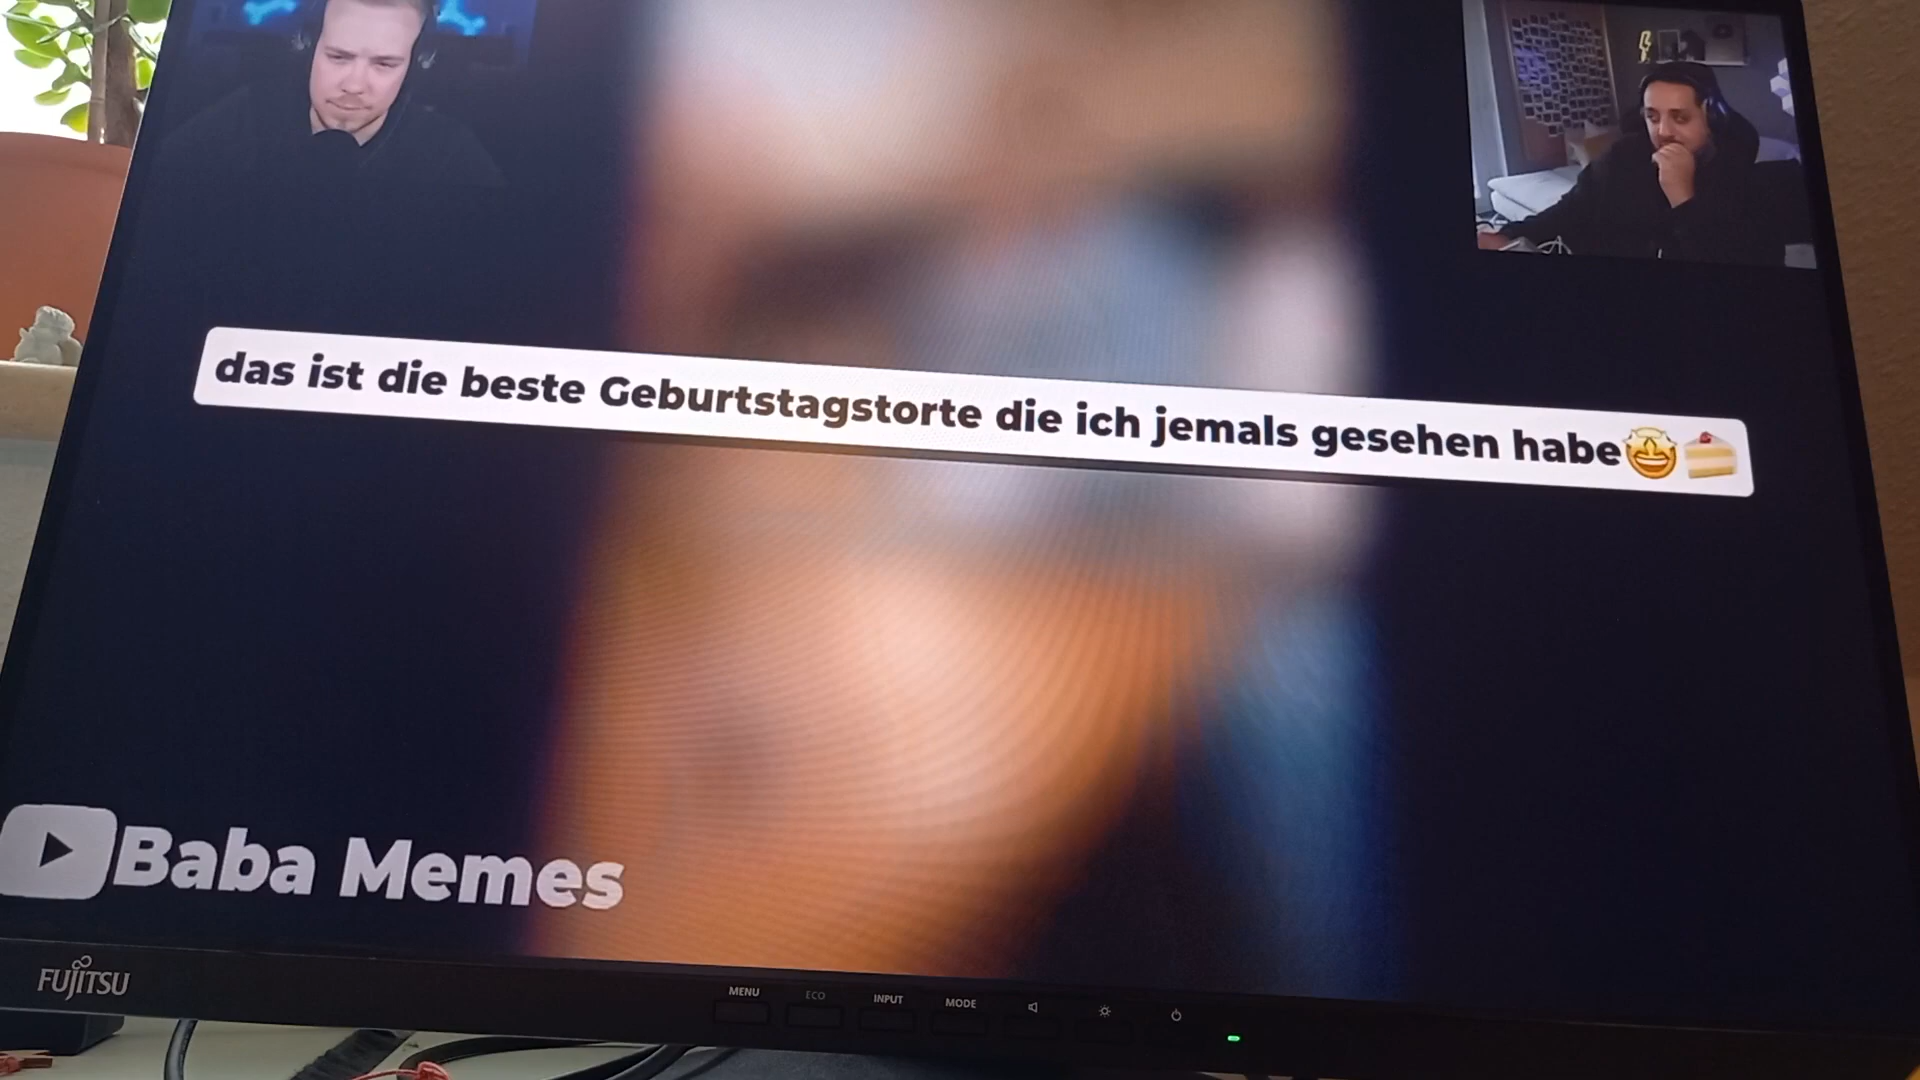 das ist die beste Geburtstagstorte die ich jemals gesehen habe🤩🍰
Baba Memes
FUJITSU
MENU ECO INPUT MODE